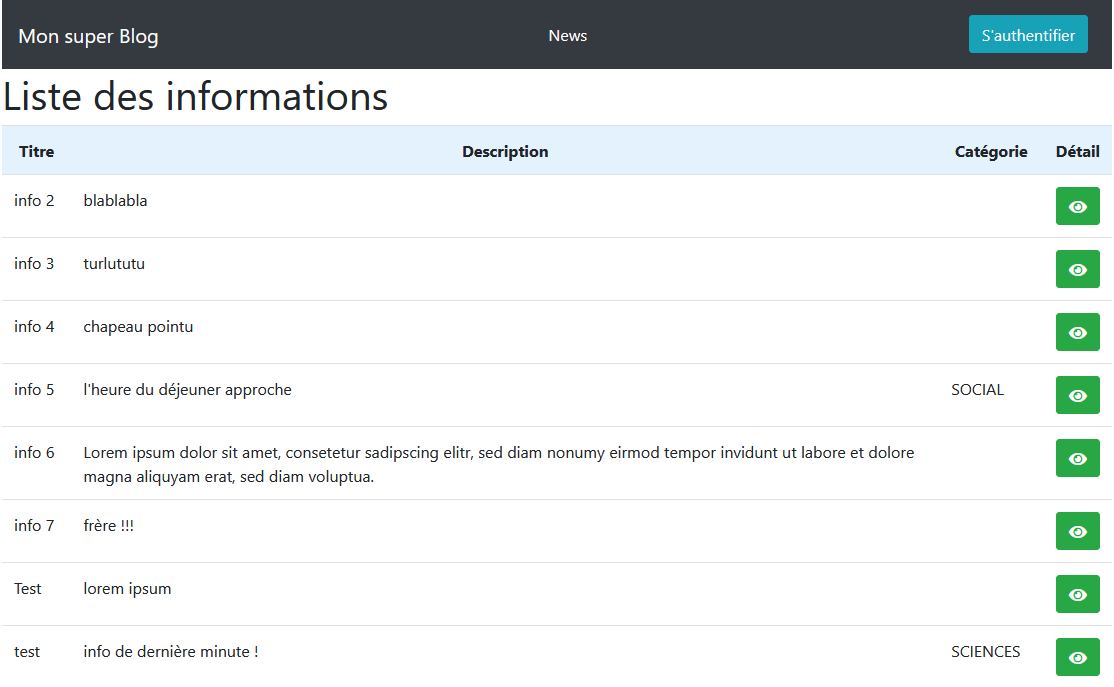 Mon super Blog News S'authentifier
Liste des informations
Titre Description Catégorie Détail
info 2 blablabla
info 3 turlututu
info 4 chapeau pointu
info 5 l'heure du déjeuner approche SOCIAL
info 6 Lorem ipsum dolor sit amet, consetetur sadipscing elitr, sed diam nonumy eirmod tempor invidunt ut labore et dolore
magna aliquyam erat, sed diam voluptua.
info 7 frère !!!
Test lorem ipsum
test info de dernière minute ! SCIENCES